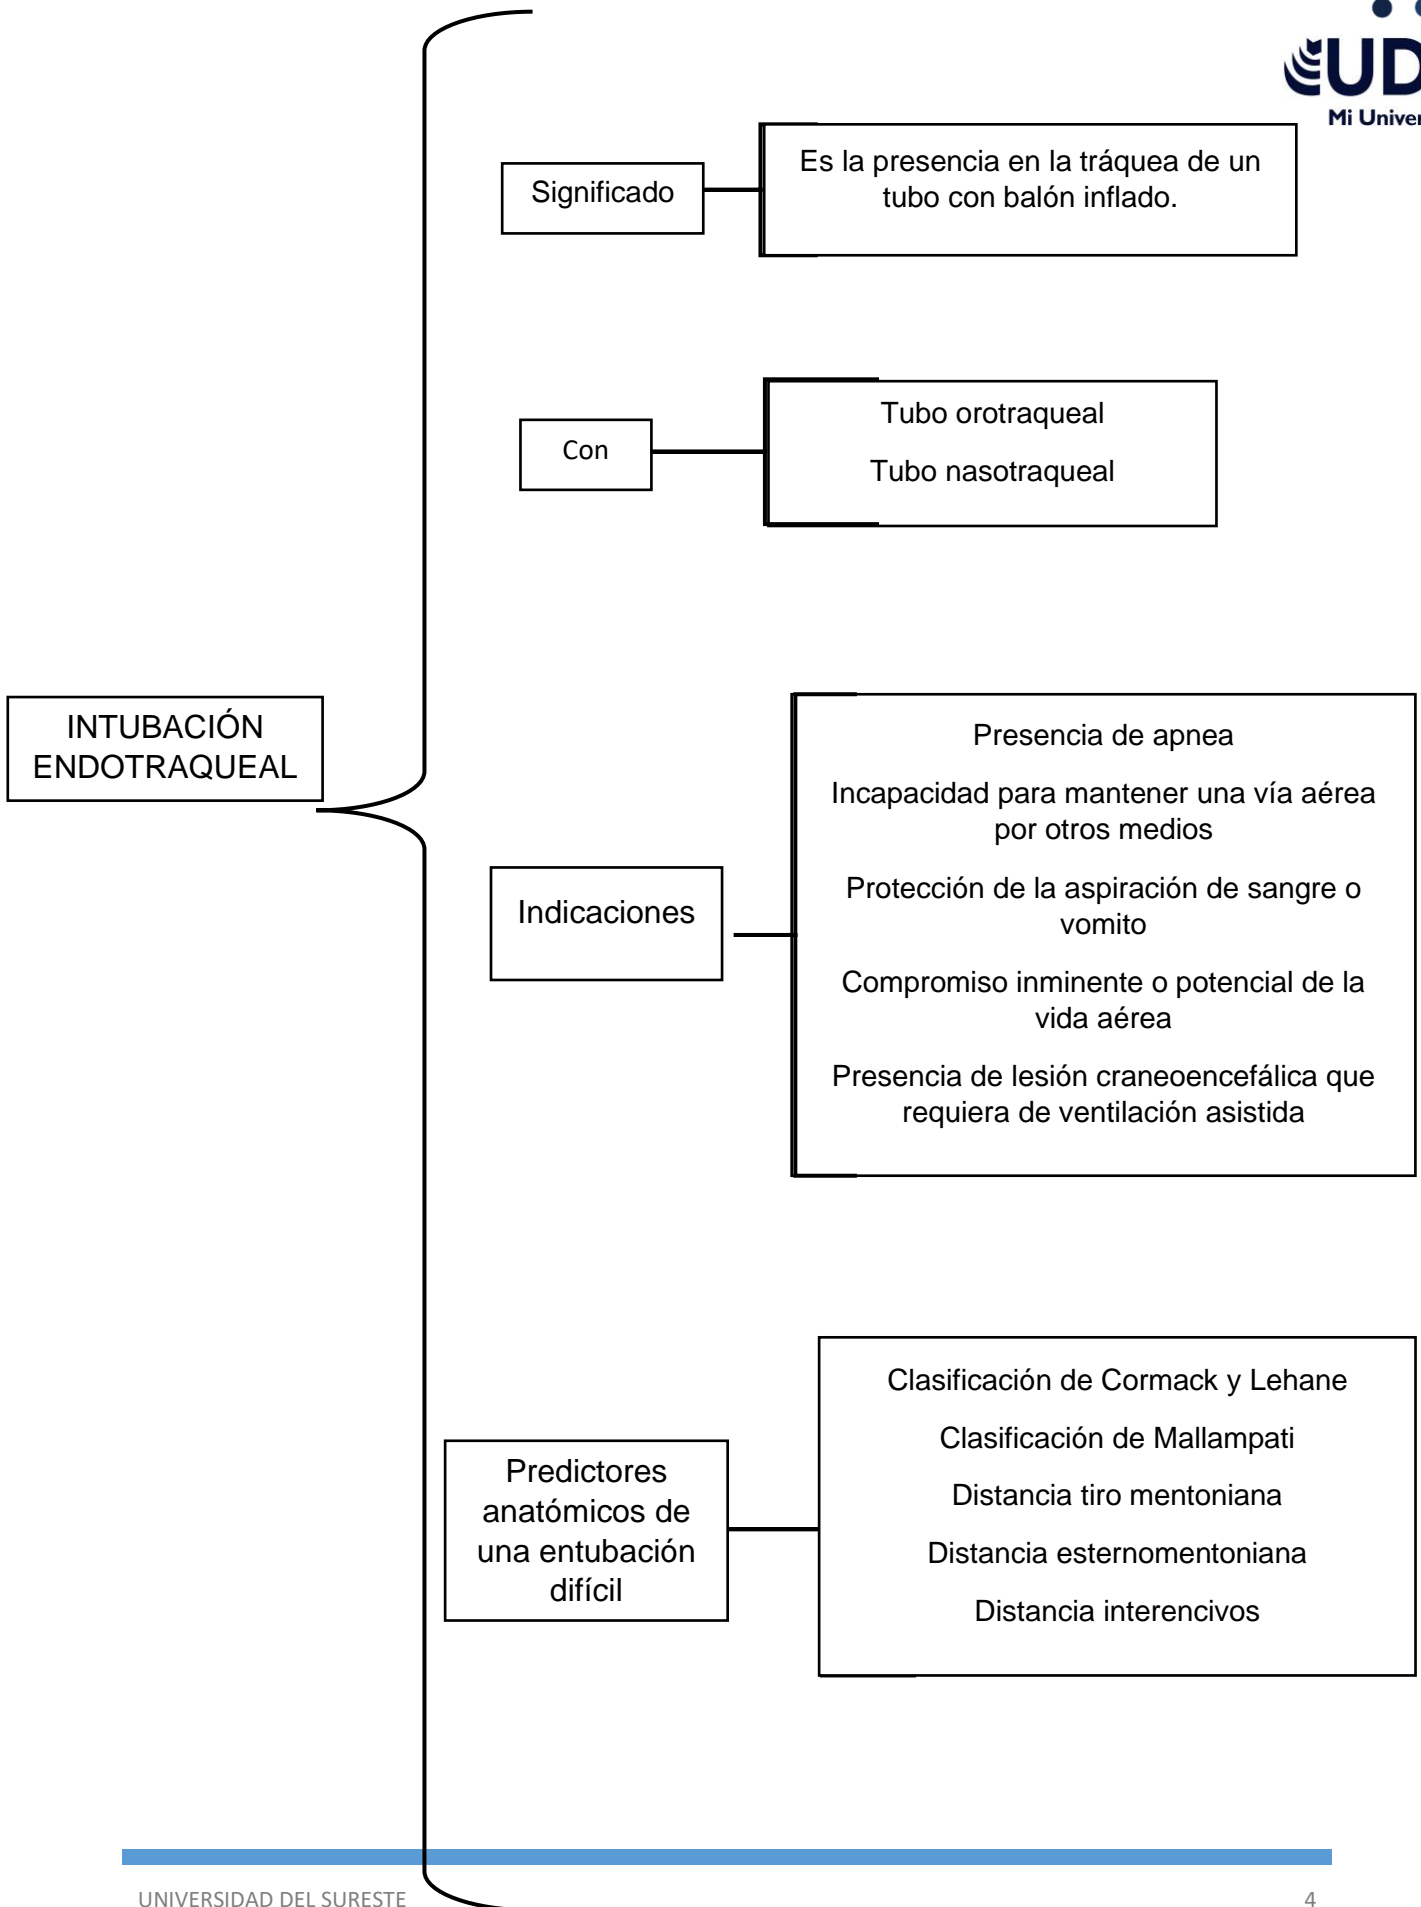 UD
Mi Univer
Significado
Es la presencia en la tráquea de un
tubo con balón inflado.
Con
Tubo orotraqueal
Tubo nasotraqueal
INTUBACIÓN
ENDOTRAQUEAL
Indicaciones
Presencia de apnea
Incapacidad para mantener una vía aérea
por otros medios
Protección de la aspiración de sangre o
vomito
Compromiso inminente o potencial de la
vida aérea
Presencia de lesión craneoencefálica que
requiera de ventilación asistida
Predictores
anatómicos de
una entubación
difícil
Clasificación de Cormack y Lehane
Clasificación de Mallampati
Distancia tiro mentoniana
Distancia esternomentoniana
Distancia interencivos
UNIVERSIDAD DEL SURESTE
4